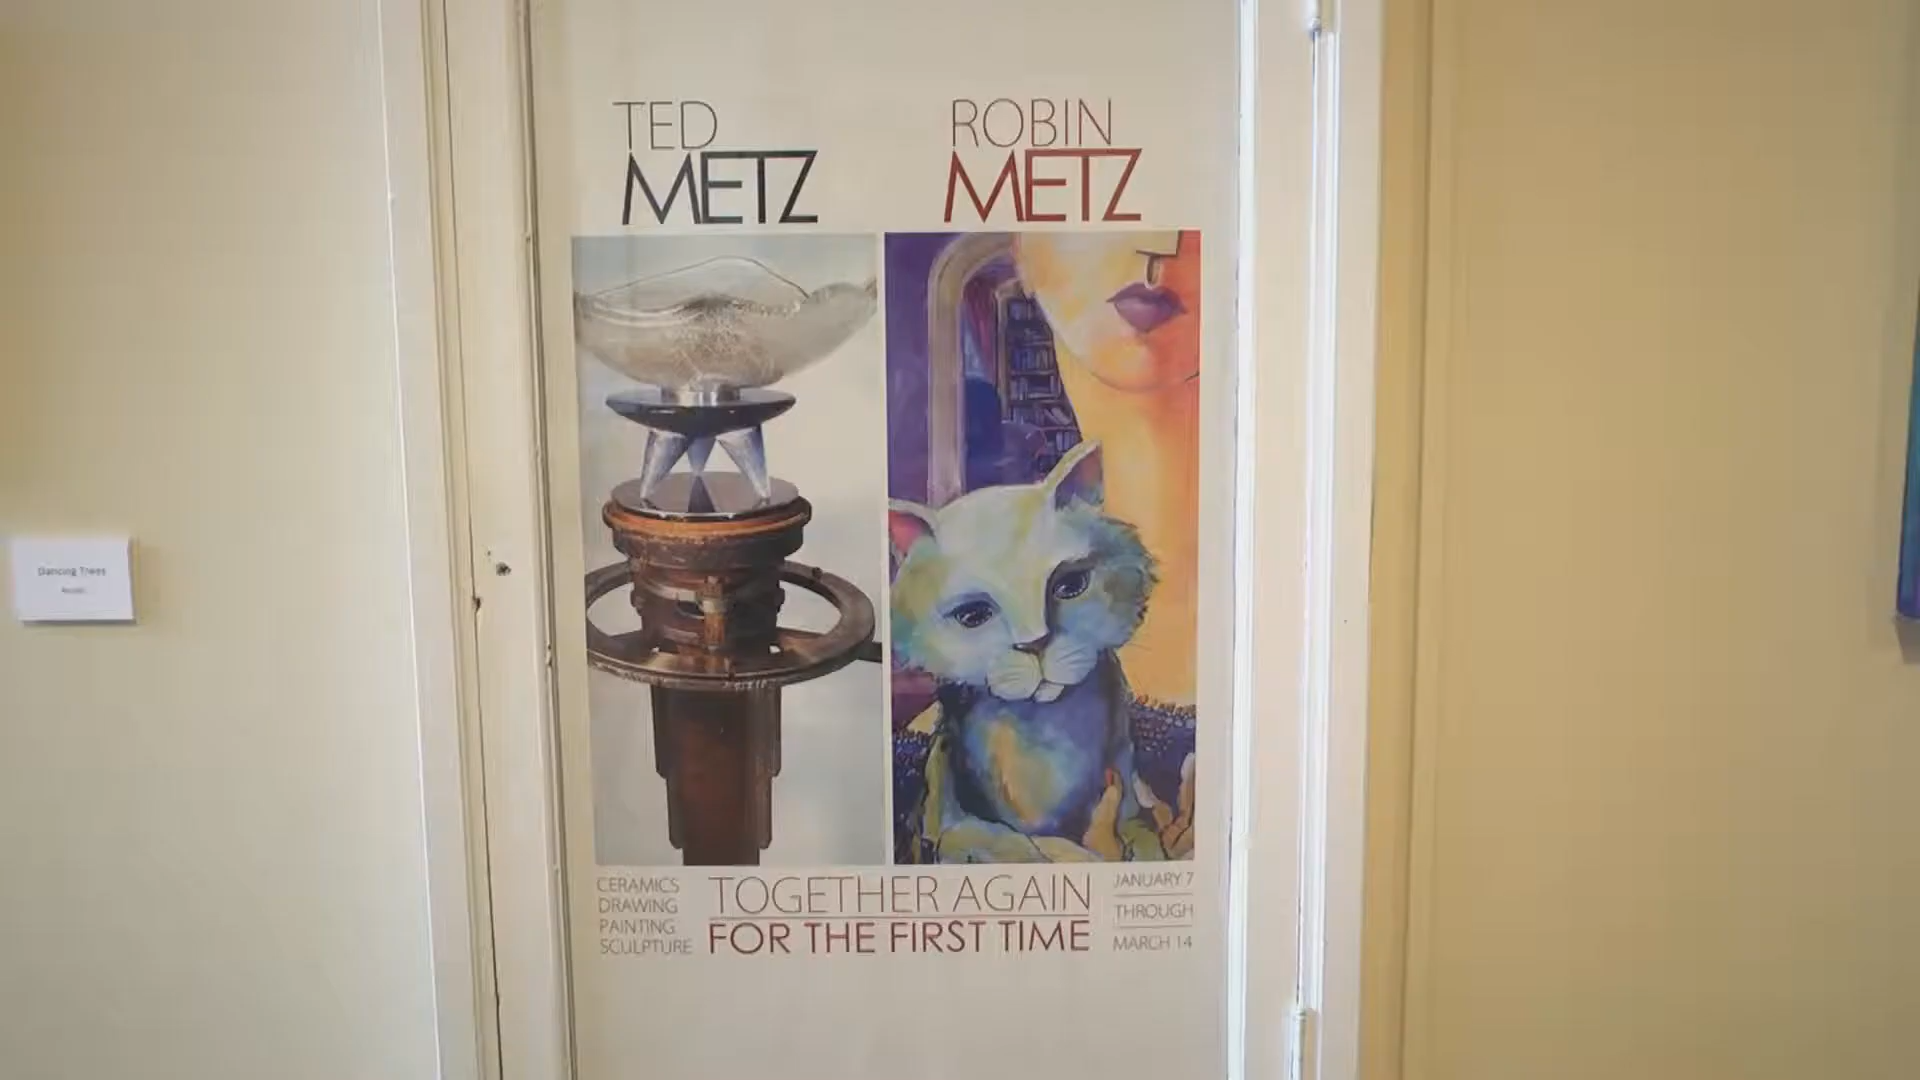 TED
METZ
ROBIN
METZ
CERAMICS
DRAWING
PAINTING
SCULPTURE
TOGETHER AGAIN
FOR THE FIRST TIME
JANUARY 7
THROUGH
MARCH 14
Dancing Trees